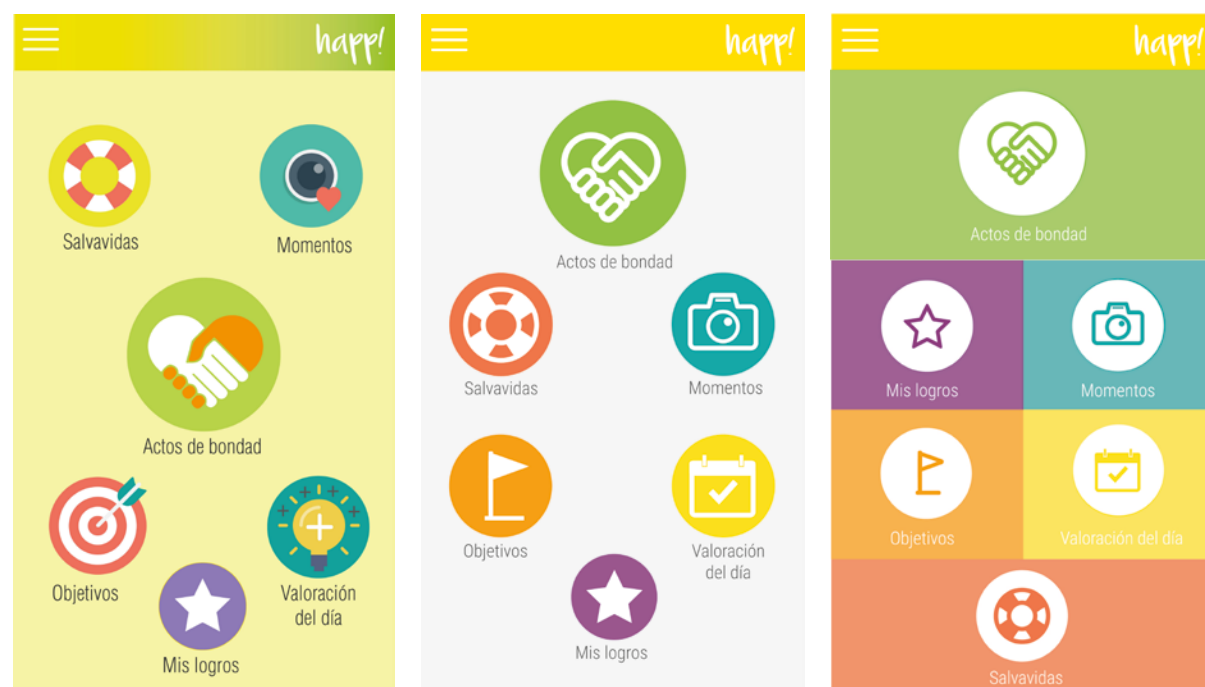 happ!
Salvavidas
Momentos
Actos de bondad
Objetivos
Valoración
del día
Mis logros
happ!
Actos de bondad
Salvavidas
Momentos
Objetivos
Valoración
del día
Mis logros
happ!
Actos de bondad
Mis logros
Momentos
Objetivos
Valoración del día
Salvavidas